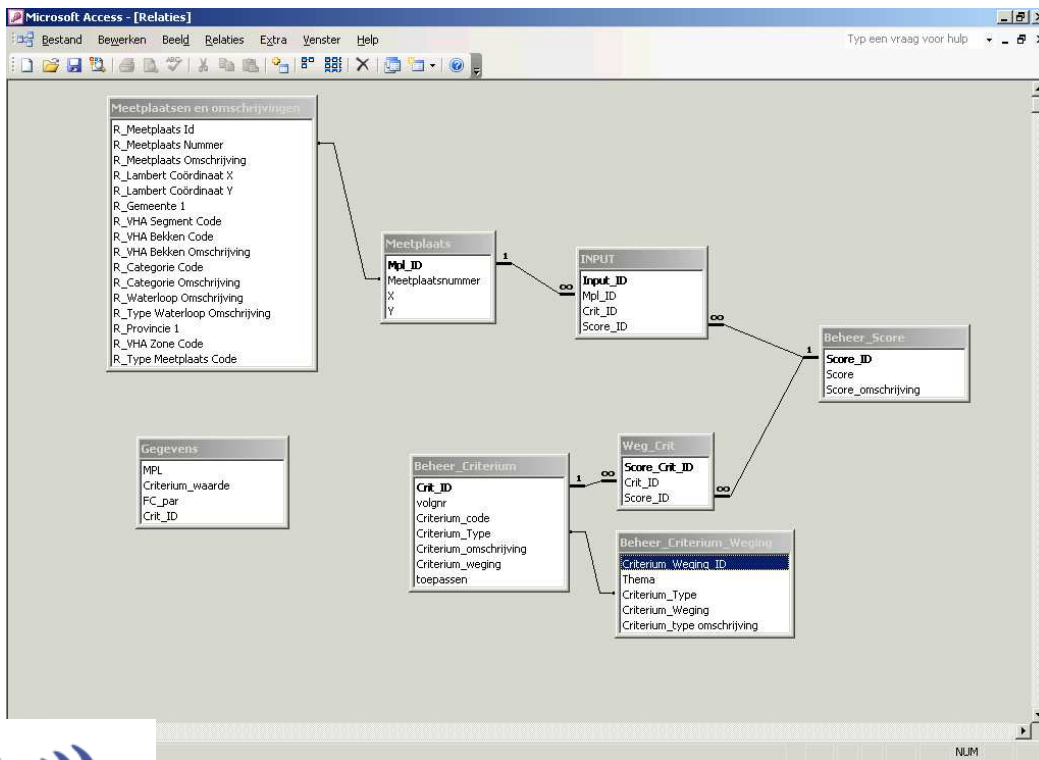 Microsoft Access - [Relaties]
Bestand Bewerken Beeld Relaties Extra Venster Help
Typ een vraag voor hulp
Meetplaatsen en omschrijvingen
R_Meetplaats Id
R_Meetplaats Nummer
R_Meetplaats Omschrijving
R_Lambert Coördinaat X
R_Lambert Coördinaat Y
R_Gemeente 1
R_VHA Segment Code
R_VHA Bekken Code
R_VHA Bekken Omschrijving
R_Categorie Code
R_Categorie Omschrijving
R_Waterloop Omschrijving
R_Type Waterloop Omschrijving
R_Provincie 1
R_VHA Zone Code
R_Type Meetplaats Code
Meetplaats
Mpl_ID
Meetplaatsnummer
X
Y
1
∞
INPUT
Input_ID
Mpl_ID
Crit_ID
Score_ID
∞
1
Beheer_Score
Score_ID
Score
Score_omschrijving
Gegevens
MPL
Criterium_waarde
FC_par
Crit_ID
Beheer_Criterium
Crit_ID
volgnr
Criterium_code
Criterium_Type
Criterium_omschrijving
Criterium_weging
toepassen
1
∞
Weg_Crit
Score_Crit_ID
Crit_ID
Score_ID
∞
Beheer_Criterium_Weging
Criterium_Weging_ID
Thema
Criterium_Type
Criterium_Weging
Criterium_type omschrijving
NUM